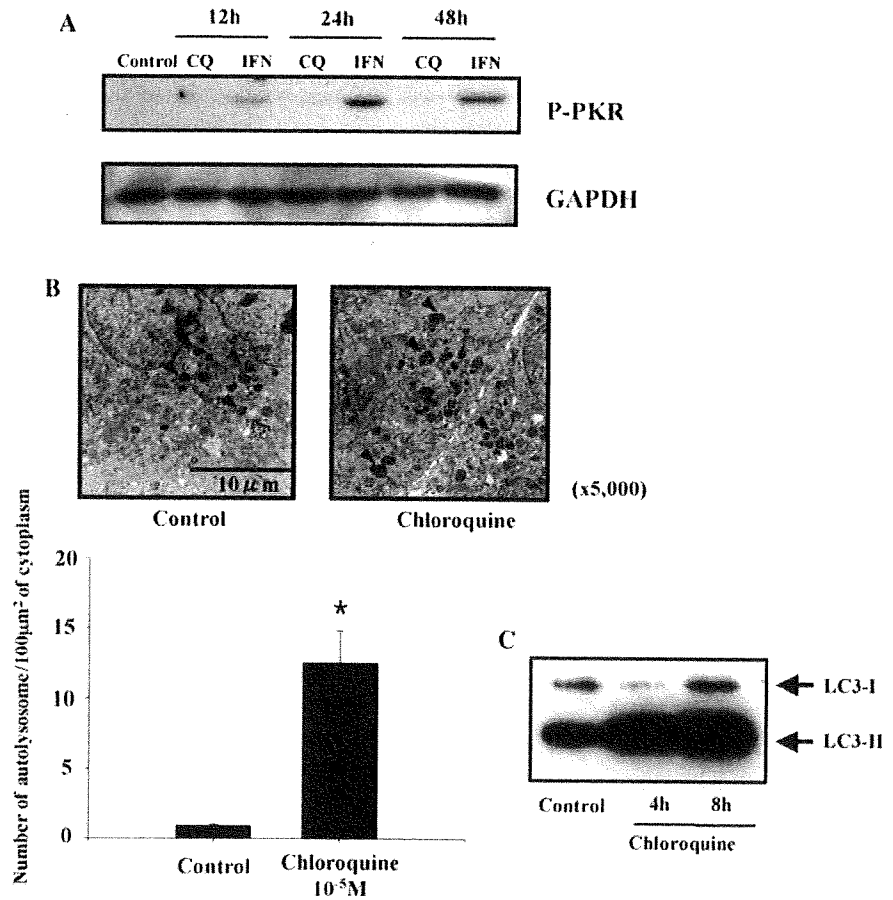 A
12h 24h 48h
Control CQ IFN CQ IFN CQ IFN
P-PKR
GAPDH
B
10μm
(x5,000)
Control Chloroquine
Number of autolysosome/100μm² of cytoplasm
20
15
10
5
0
*
Control Chloroquine
10⁻⁵M
C
LC3-I
LC3-II
Control 4h 8h
Chloroquine